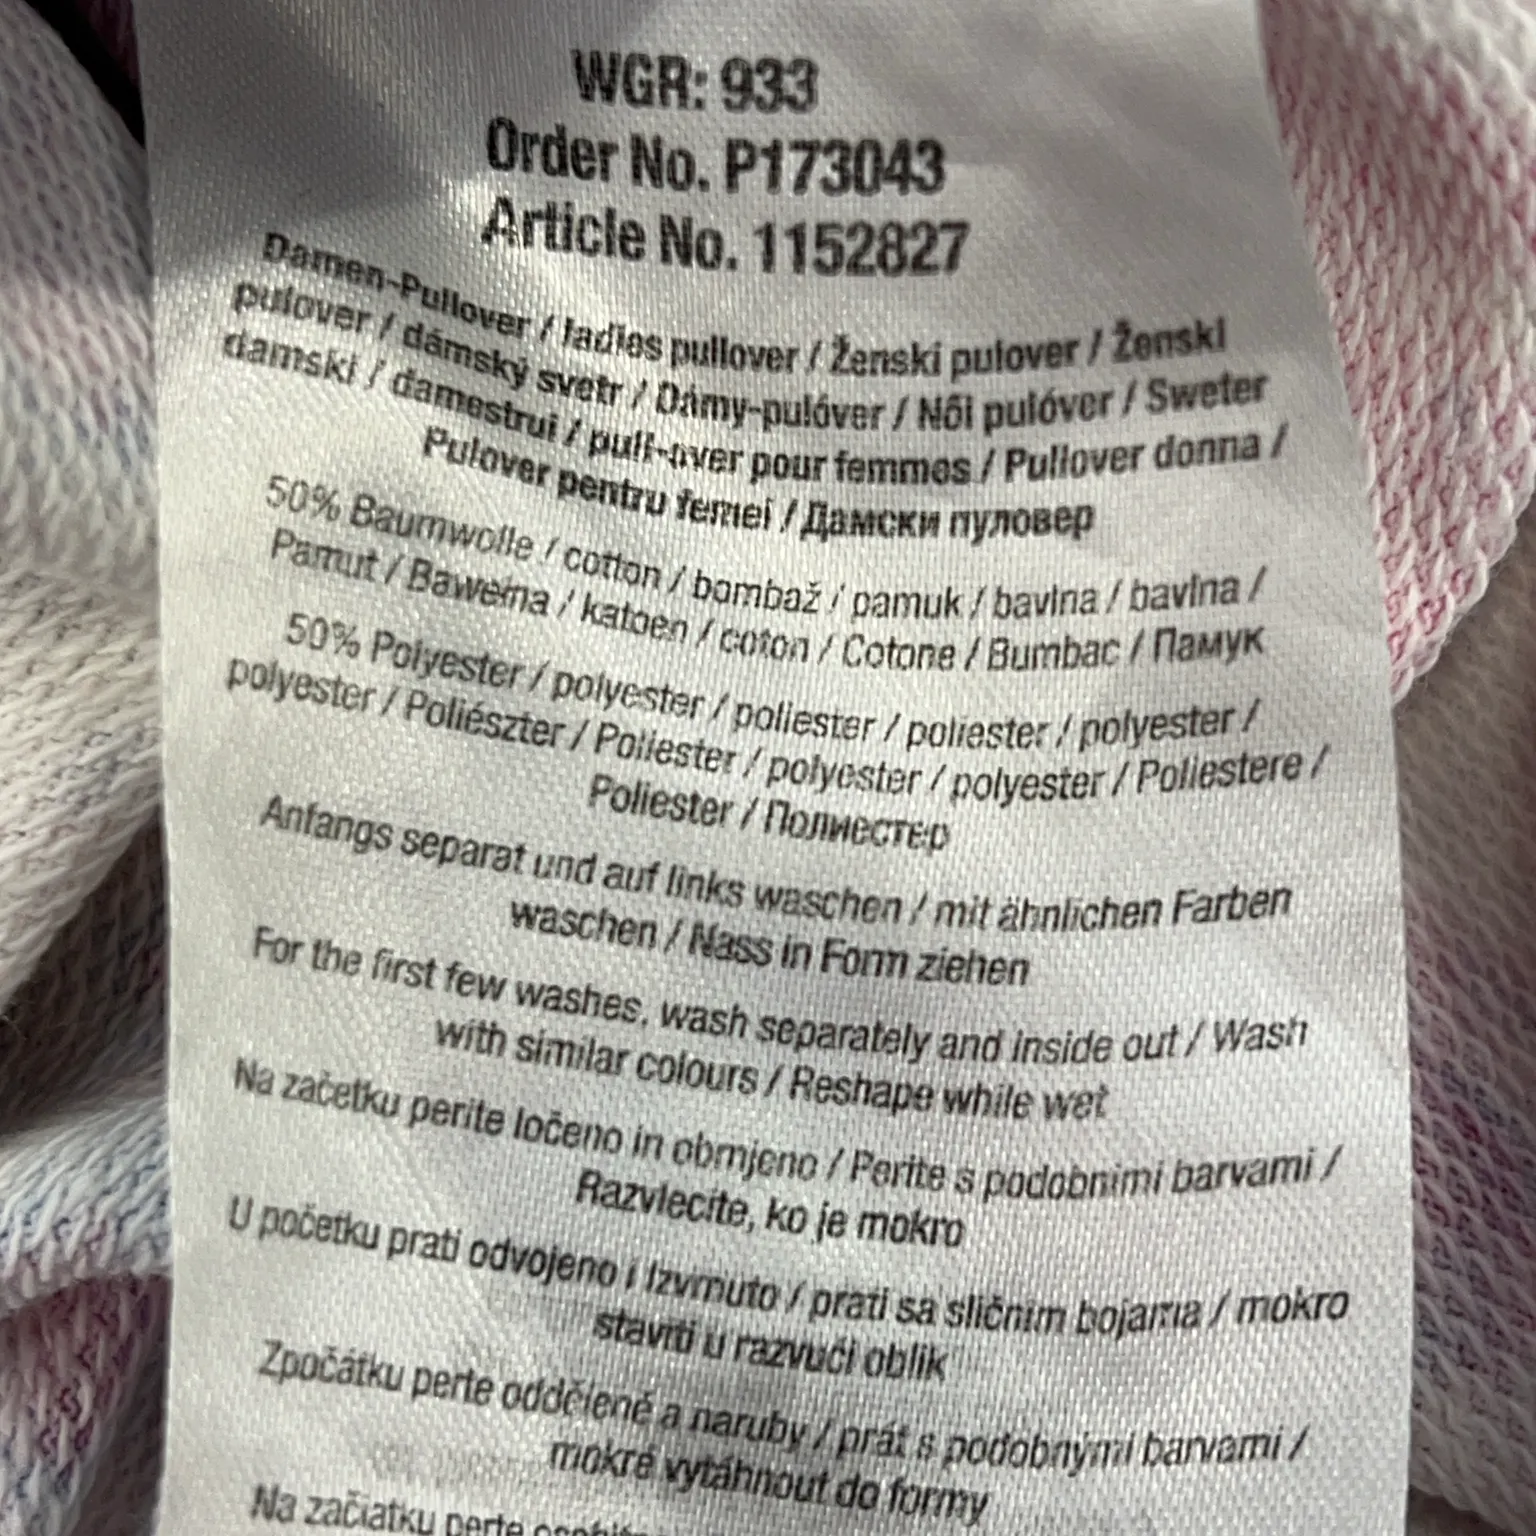 WGR: 933
Order No. P173043
Article No. 1152827
Damen-Pullover / ladies pullover / Ženski pulover / Ženski
pulover / dámský svetr / Dámy-pulóver / Női pulóver / Sweter
damski / damestrui / pull-over pour femmes / Pullover donna /
Pulover pentru femei / Дамски пуловер
50% Baumwolle / cotton / bombaž / pamuk / bavlna / bavlna /
Pamut / Bawełna / katoen / coton / Cotone / Bumbac / Памук
50% Polyester / polyester / poliester / poliester / polyester /
polyester / Poliészter / Poliester / polyester / polyester / Poliestere /
Poliester / Полиестер
Anfangs separat und auf links waschen / mit ähnlichen Farben
waschen / Nass in Form ziehen
For the first few washes, wash separately and inside out / Wash
with similar colours / Reshape while wet
Na začetku perite ločeno in obrnjeno / Perite s podobnimi barvami /
Razvlecite, ko je mokro
U početku prati odvojeno i Izvrnuto / prati sa sličnim bojama / mokro
staviti u razvući oblik
Zpočátku perte odděleně a naruby / prát s podobnými barvami /
mokré vytáhnout do formy
Na začiatku perte